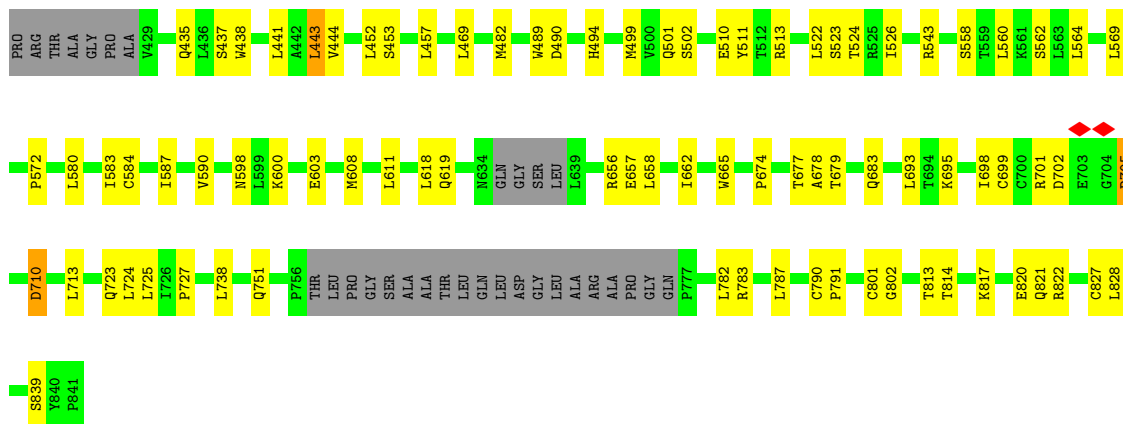 PRO ARG THR ALA GLY PRO ALA V429 Q435 L436 S437 W438 L441 A442 L443 V444 L452 S453 L457 L469 M482 W489 D490 H494 M499 V500 Q501 S502 E510 Y511 T512 R513 L522 S523 T524 R525 I526 R543 S558 T559 L560 K561 S562 L563 L564 L569
P572 L580 I583 C584 I587 V590 N598 L599 K600 E603 M608 L611 L618 Q619 N634 GLN GLY SER LEU L639 R656 E657 L658 I662 W665 P674 T677 A678 T679 Q683 L693 T694 K695 I698 C699 C700 R701 D702 E703 G704
D710 L713 Q723 L724 L725 I726 P727 L738 Q751 P756 THR LEU PRO GLY SER ALA ALA THR LEU GLN LEU ASP GLY LEU ALA ARG ALA PRO GLY GLN P777 L782 R783 L787 C790 P791 C801 G802 T813 T814 K817 E820 Q821 R822 C827 L828
S839 Y840 P841